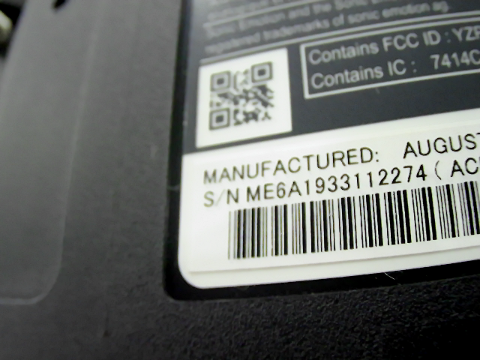 Sonic Emotion and the Sonic Emo
registered trademarks of sonic emotion ag.
Contains FCC ID : YZP
Contains IC : 7414C
MANUFACTURED: AUGUST
S/N ME6A1933112274 ( AC